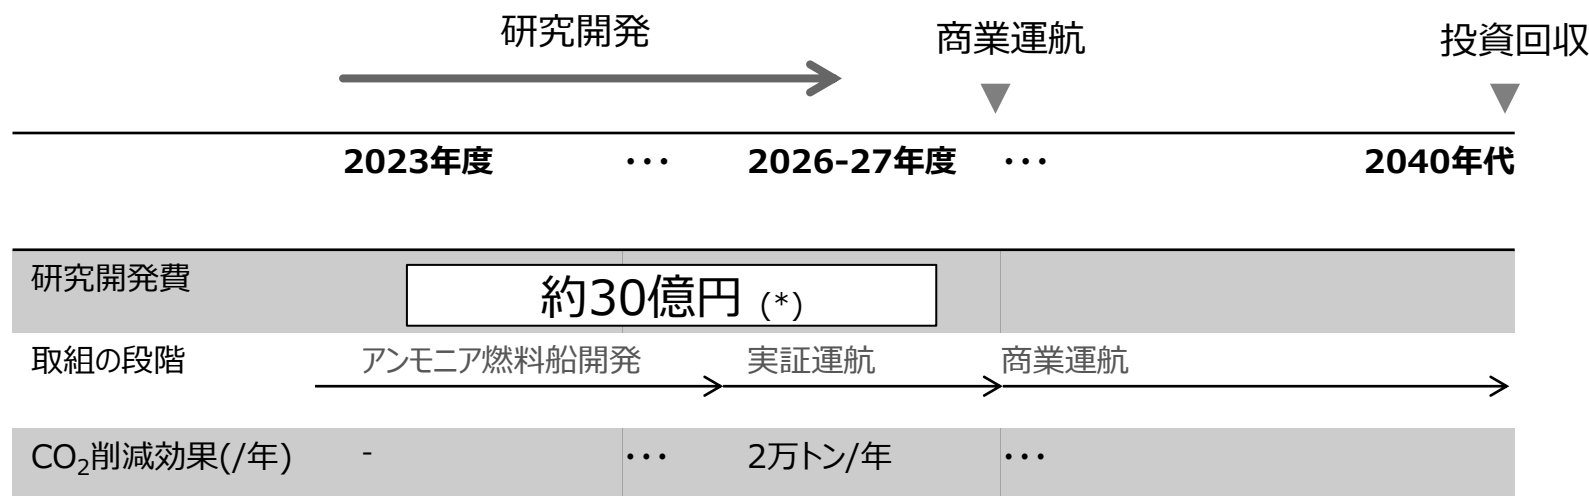 研究開発 商業運航 投資回収
2023年度 ・・・ 2026-27年度 ・・・ 2040年代
研究開発費 約30億円 (*)
取組の段階 アンモニア燃料船開発 実証運航 商業運航
CO₂削減効果(/年) - ・・・ 2万トン/年 ・・・